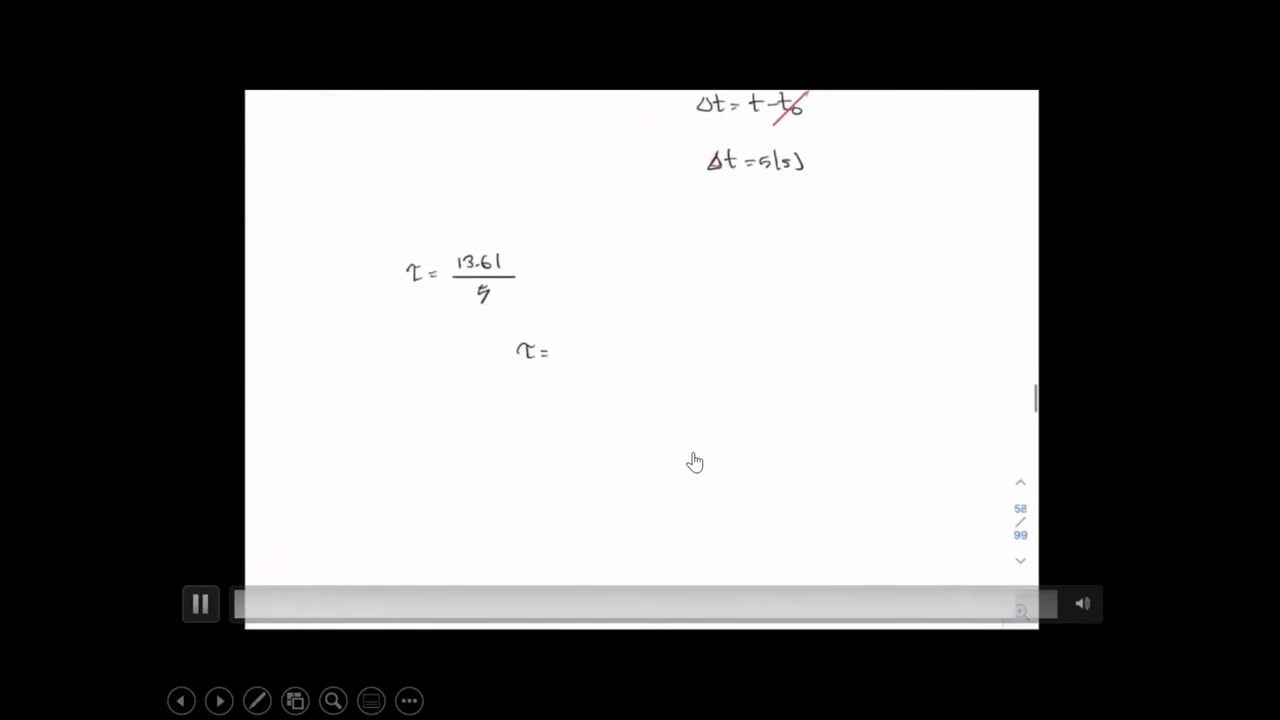 Δt = t - t₀
Δt = 5[s]
τ = 13.61 / 5
τ =
58
/
99